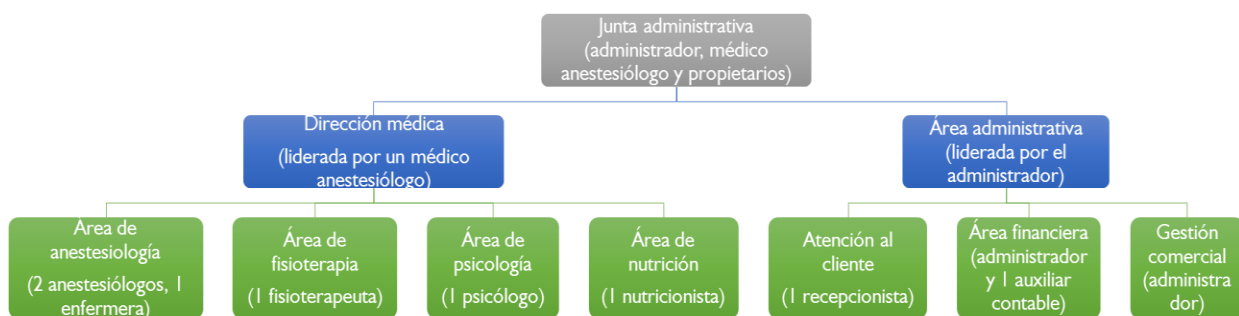 Junta administrativa
(administrador, médico
anestesiólogo y propietarios)
Dirección médica
(liderada por un médico
anestesiólogo)
Área administrativa
(liderada por el
administrador)
Área de
anestesiología
(2 anestesiólogos, 1
enfermera)
Área de
fisioterapia
(1 fisioterapeuta)
Área de
psicología
(1 psicólogo)
Área de
nutrición
(1 nutricionista)
Atención al
cliente
(1 recepcionista)
Área financiera
(administrador
y 1 auxiliar
contable)
Gestión
comercial
(administra
dor)